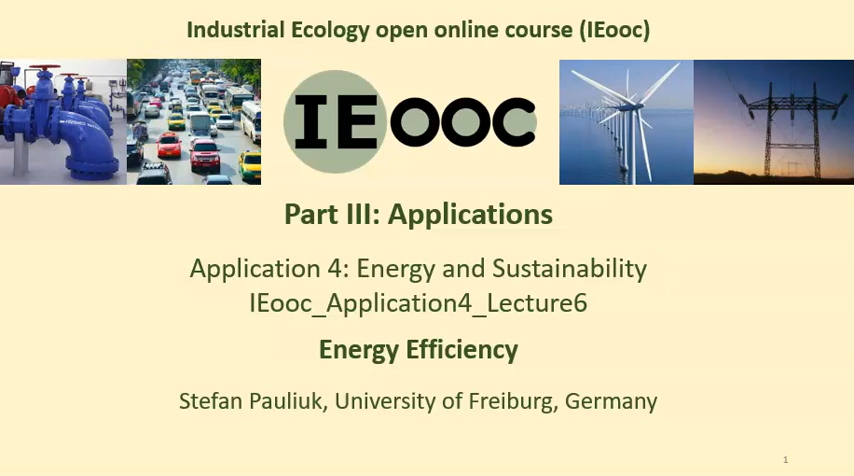 Industrial Ecology open online course (IEooc)
IEooc
Part III: Applications
Application 4: Energy and Sustainability
IEooc_Application4_Lecture6
Energy Efficiency
Stefan Pauliuk, University of Freiburg, Germany
1